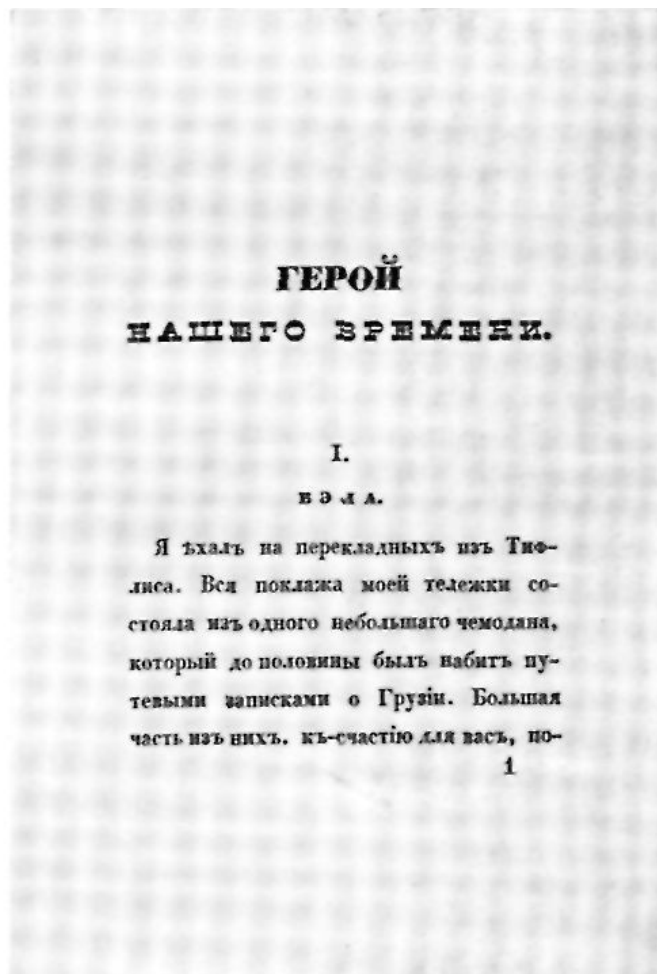 ГЕРОЙ
НАШЕГО ВРЕМЕНИ.
I.
БЭЛА.
Я ѣхалъ на перекладныхъ изъ Тиф-
лиса. Вся поклажа моей тележки со-
стояла изъ одного небольшаго чемодана,
который до половины былъ набитъ пу-
тевыми записками о Грузіи. Большая
часть изъ нихъ, къ-счастію для васъ, по-
1